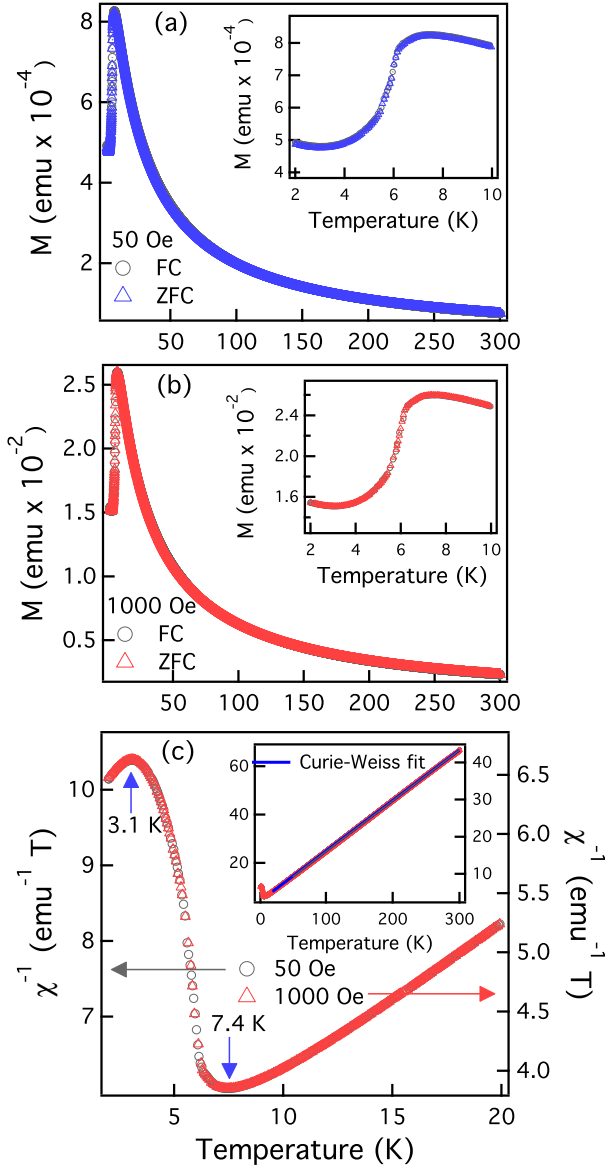 (a)
M (emu x 10⁻⁴)
8
6
4
2
50 Oe
FC
ZFC
50 100 150 200 250 300
M (emu x 10⁻⁴)
9
8
7
6
5
4
2 4 6 8 10
Temperature (K)
(b)
M (emu x 10⁻²)
2.5
2.0
1.5
1.0
0.5
1000 Oe
FC
ZFC
50 100 150 200 250 300
M (emu x 10⁻²)
2.4
2.0
1.6
2 4 6 8 10
Temperature (K)
(c)
χ⁻¹ (emu⁻¹ T)
10
9
8
7
3.1 K
7.4 K
50 Oe
1000 Oe
5 10 15 20
Temperature (K)
6.5
6.0
5.5
5.0
4.5
4.0
χ⁻¹ (emu⁻¹ T)
Curie-Weiss fit
60
40
20
40
30
20
10
0 100 200 300
Temperature (K)